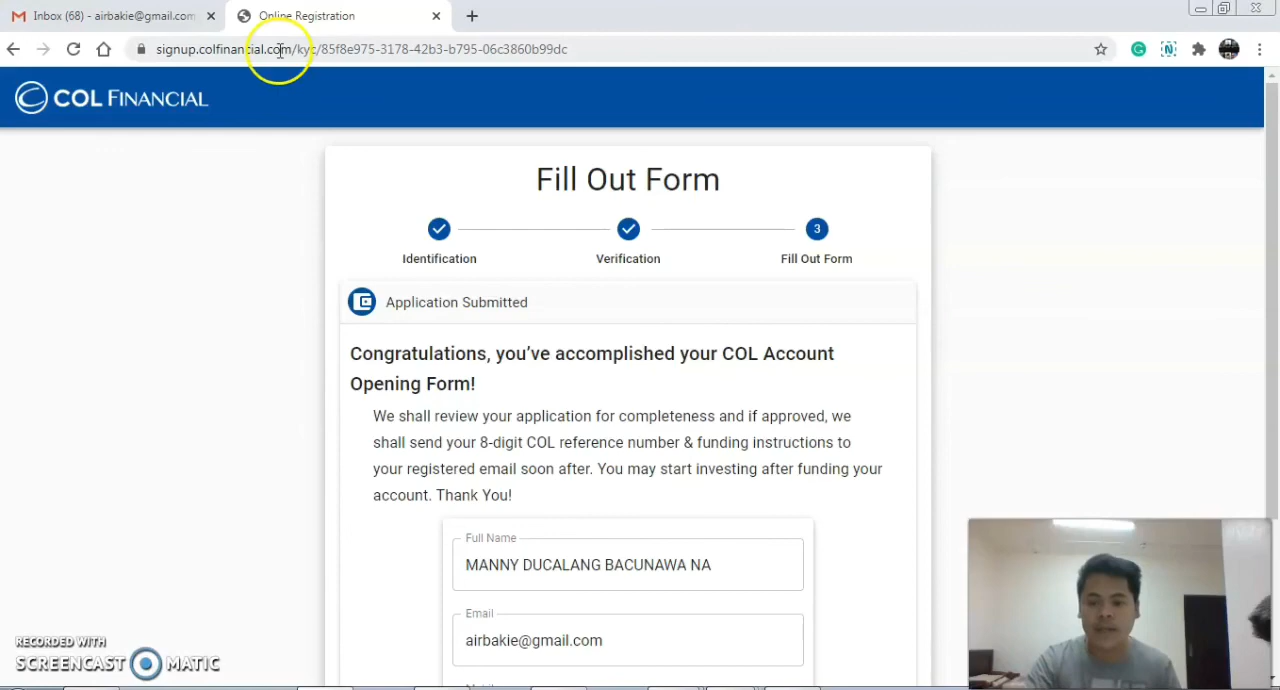 Inbox (68) - airbakie@gmail.com
Online Registration
signup.colfinancial.com/kyc/85f8e975-3178-42b3-b795-06c3860b99dc
COL FINANCIAL
Fill Out Form
3
Identification
Verification
Fill Out Form
Application Submitted
Congratulations, you've accomplished your COL Account
Opening Form!
We shall review your application for completeness and if approved, we
shall send your 8-digit COL reference number & funding instructions to
your registered email soon after. You may start investing after funding your
account. Thank You!
Full Name
MANNY DUCALANG BACUNAWA NA
Email
airbakie@gmail.com
RECORDED WITH
SCREENCAST MATIC